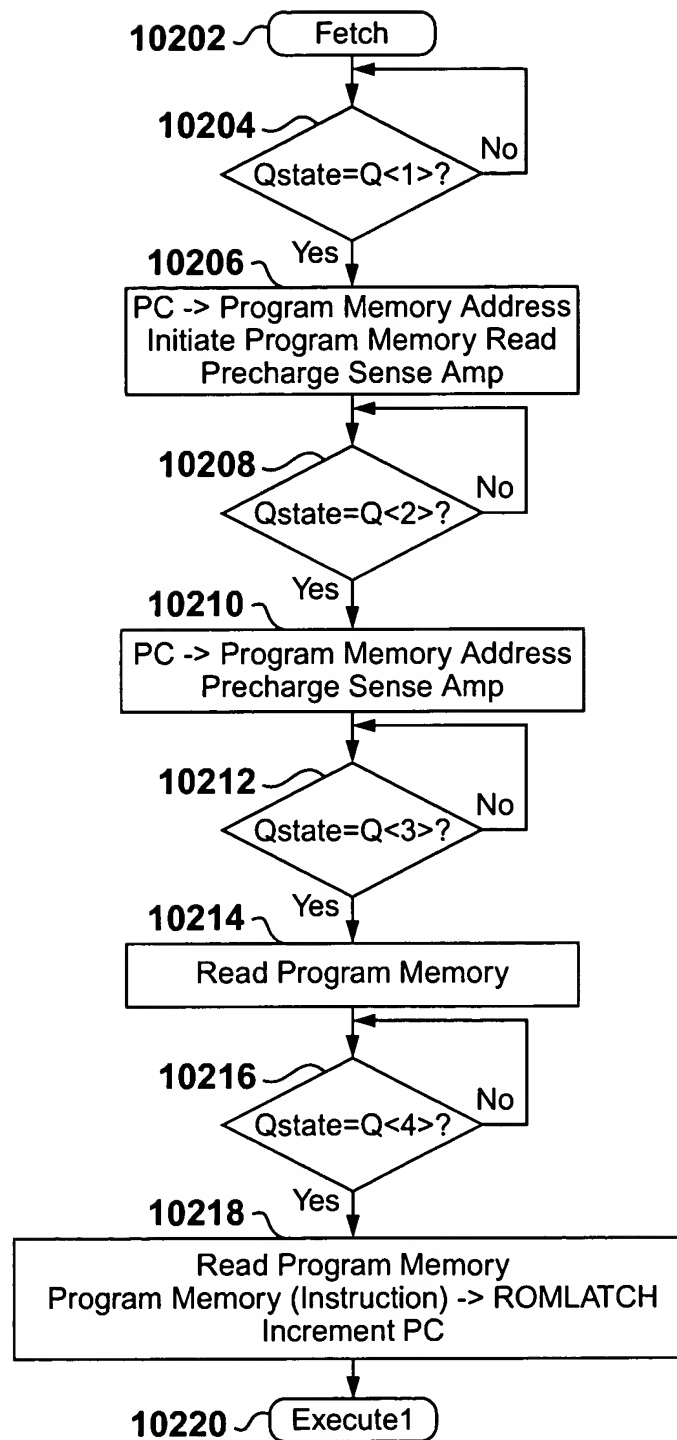 10202 Fetch
10204
Qstate=Q<1>?
No
Yes
10206
PC -> Program Memory Address
Initiate Program Memory Read
Precharge Sense Amp
10208
Qstate=Q<2>?
No
Yes
10210
PC -> Program Memory Address
Precharge Sense Amp
10212
Qstate=Q<3>?
No
Yes
10214
Read Program Memory
10216
Qstate=Q<4>?
No
Yes
10218
Read Program Memory
Program Memory (Instruction) -> ROMLATCH
Increment PC
10220 Execute1